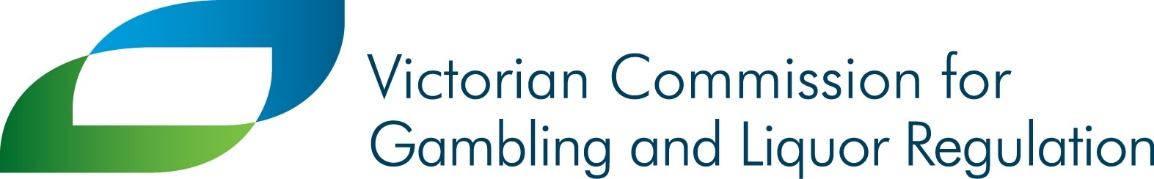 Victorian Commission for
Gambling and Liquor Regulation